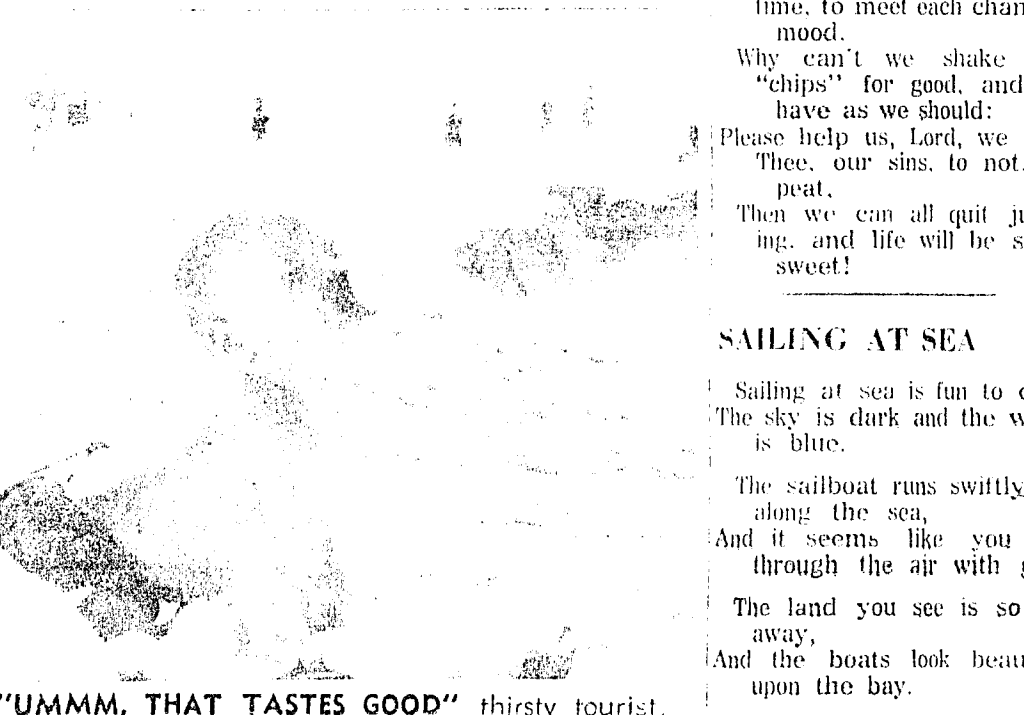 "UMMM, THAT TASTES GOOD" thirsty tourist,
time, to meet each chan
mood.
Why can't we shake
"chips" for good, and
have as we should:
Please help us, Lord, we
Thee, our sins, to not,
peat,
Then we can all quit ju
ing, and life will be s
sweet!
SAILING AT SEA
Sailing at sea is fun to
The sky is dark and the w
is blue.
The sailboat runs swiftly
along the sea,
And it seems like you
through the air with g
The land you see is so
away,
And the boats look beau
upon the bay.